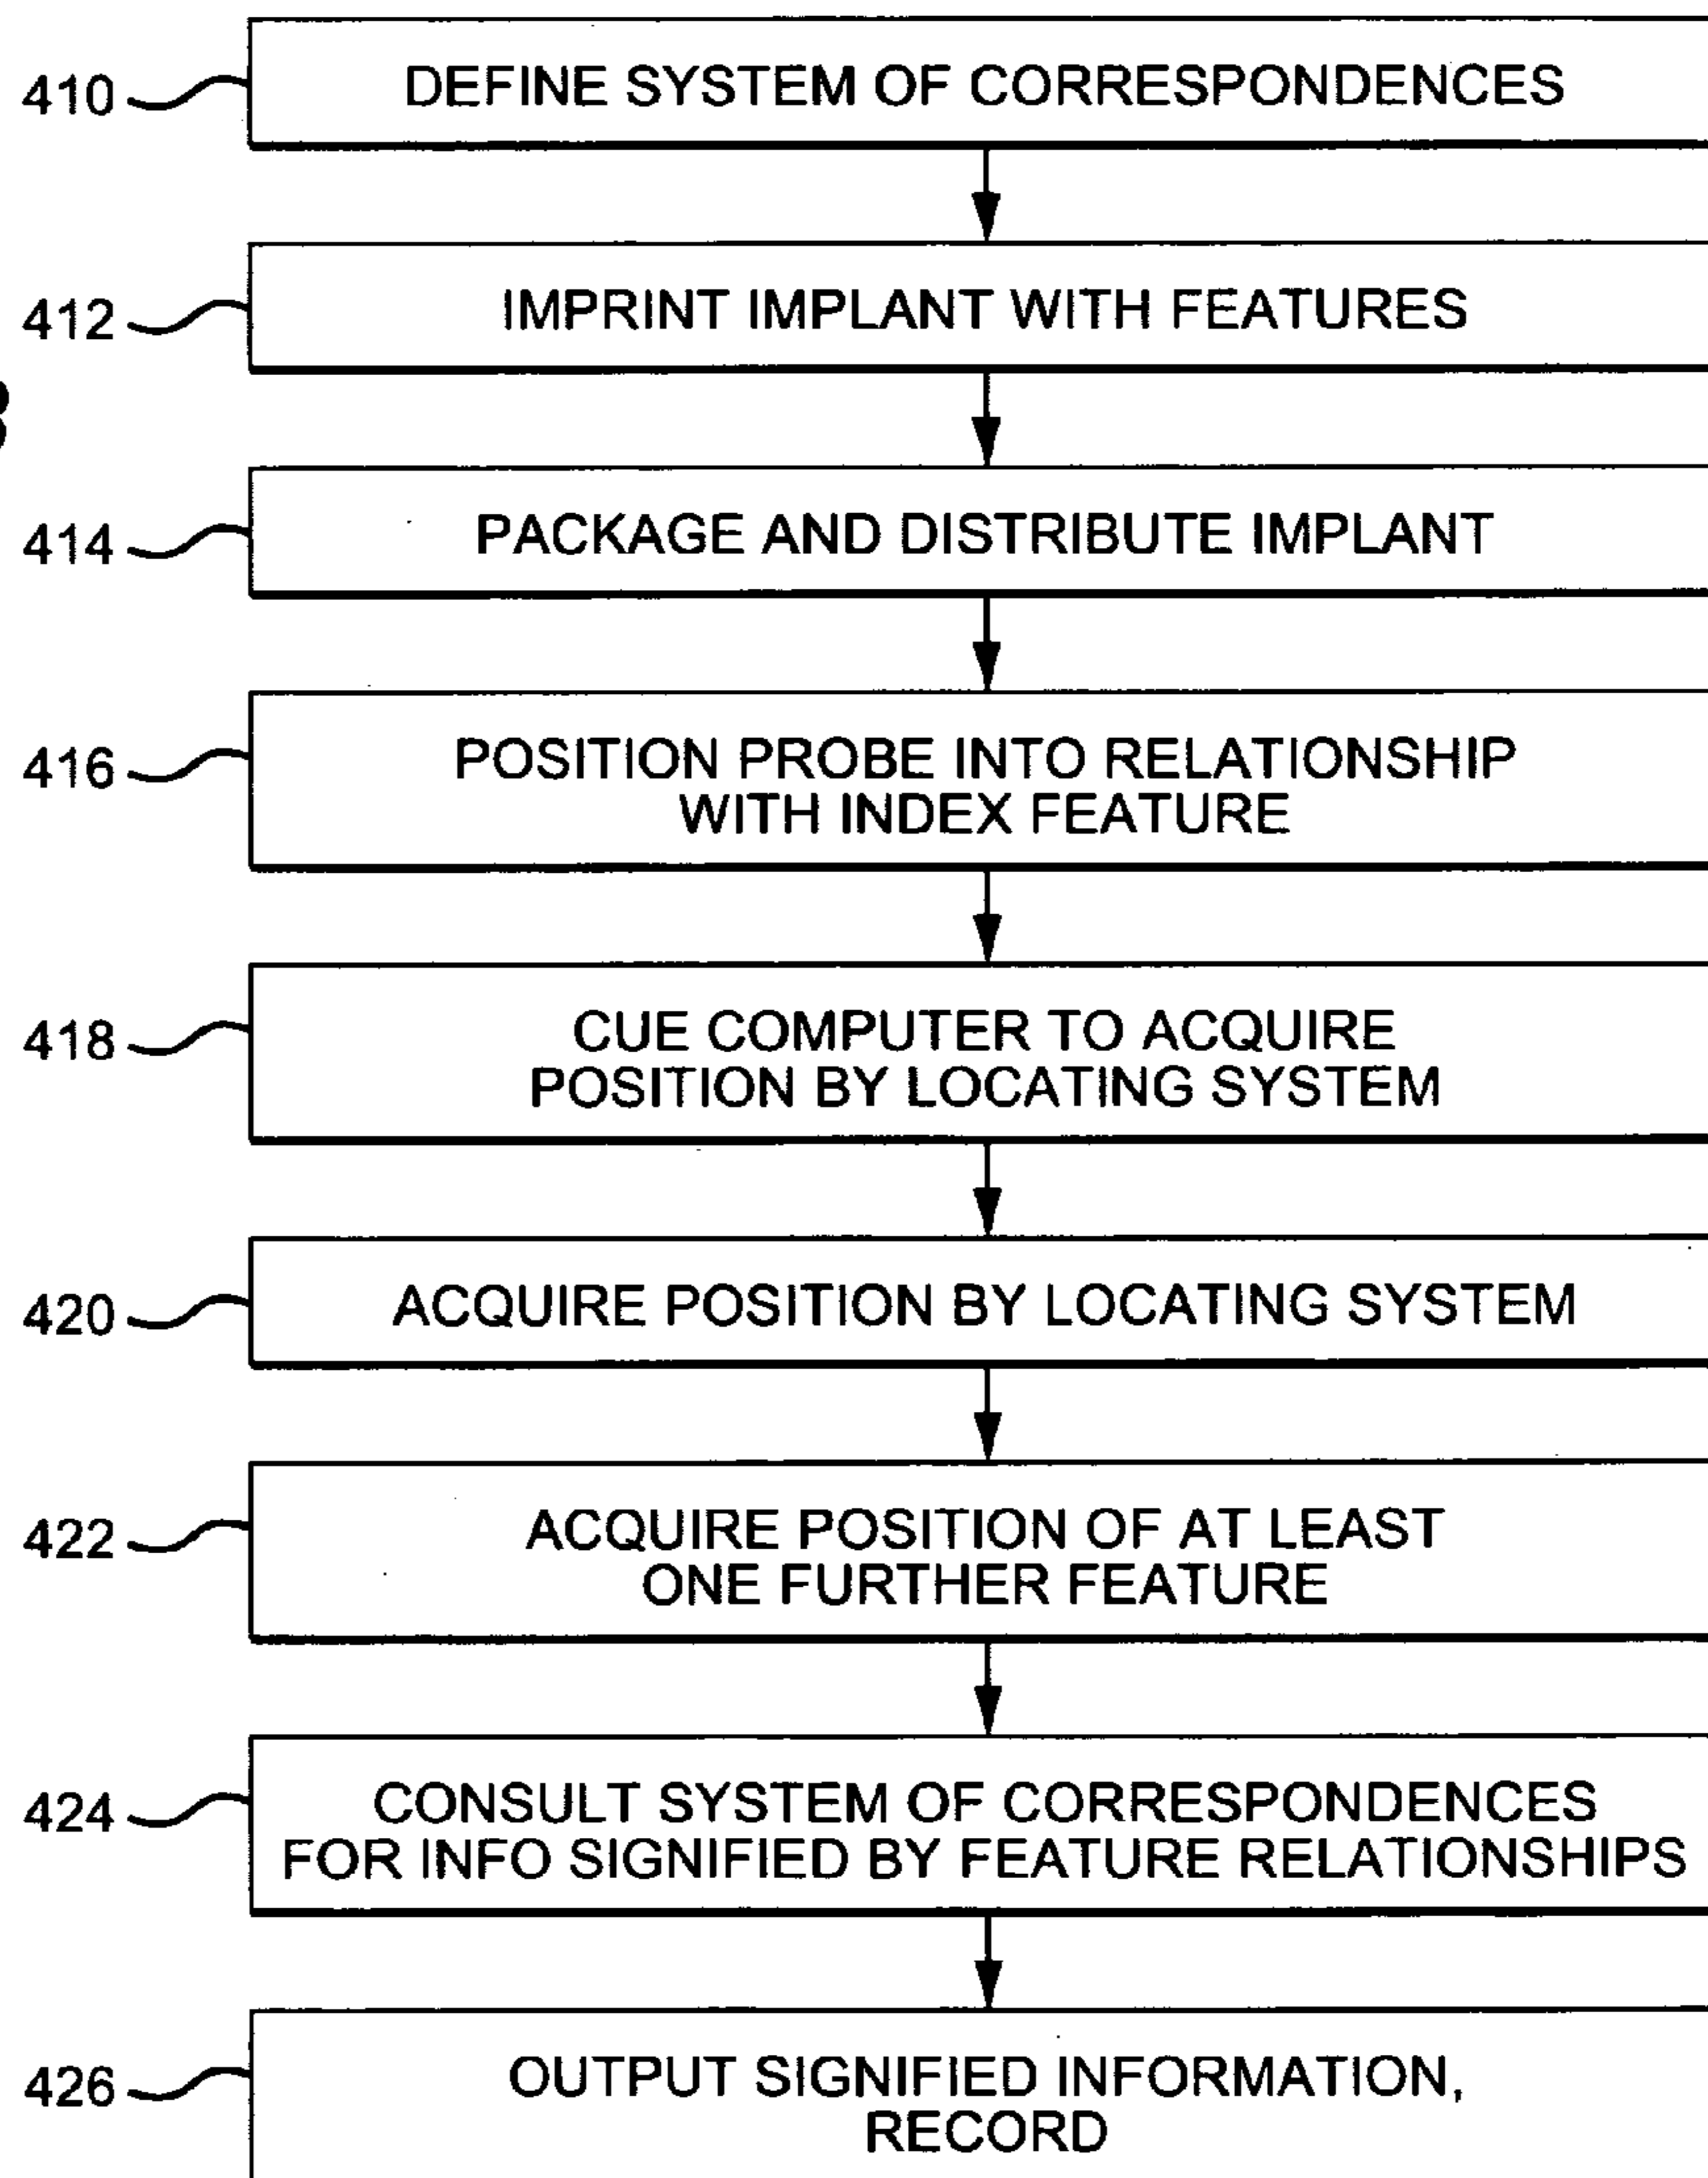 410 DEFINE SYSTEM OF CORRESPONDENCES
412 IMPRINT IMPLANT WITH FEATURES
414 PACKAGE AND DISTRIBUTE IMPLANT
416 POSITION PROBE INTO RELATIONSHIP
WITH INDEX FEATURE
418 CUE COMPUTER TO ACQUIRE
POSITION BY LOCATING SYSTEM
420 ACQUIRE POSITION BY LOCATING SYSTEM
422 ACQUIRE POSITION OF AT LEAST
ONE FURTHER FEATURE
424 CONSULT SYSTEM OF CORRESPONDENCES
FOR INFO SIGNIFIED BY FEATURE RELATIONSHIPS
426 OUTPUT SIGNIFIED INFORMATION,
RECORD